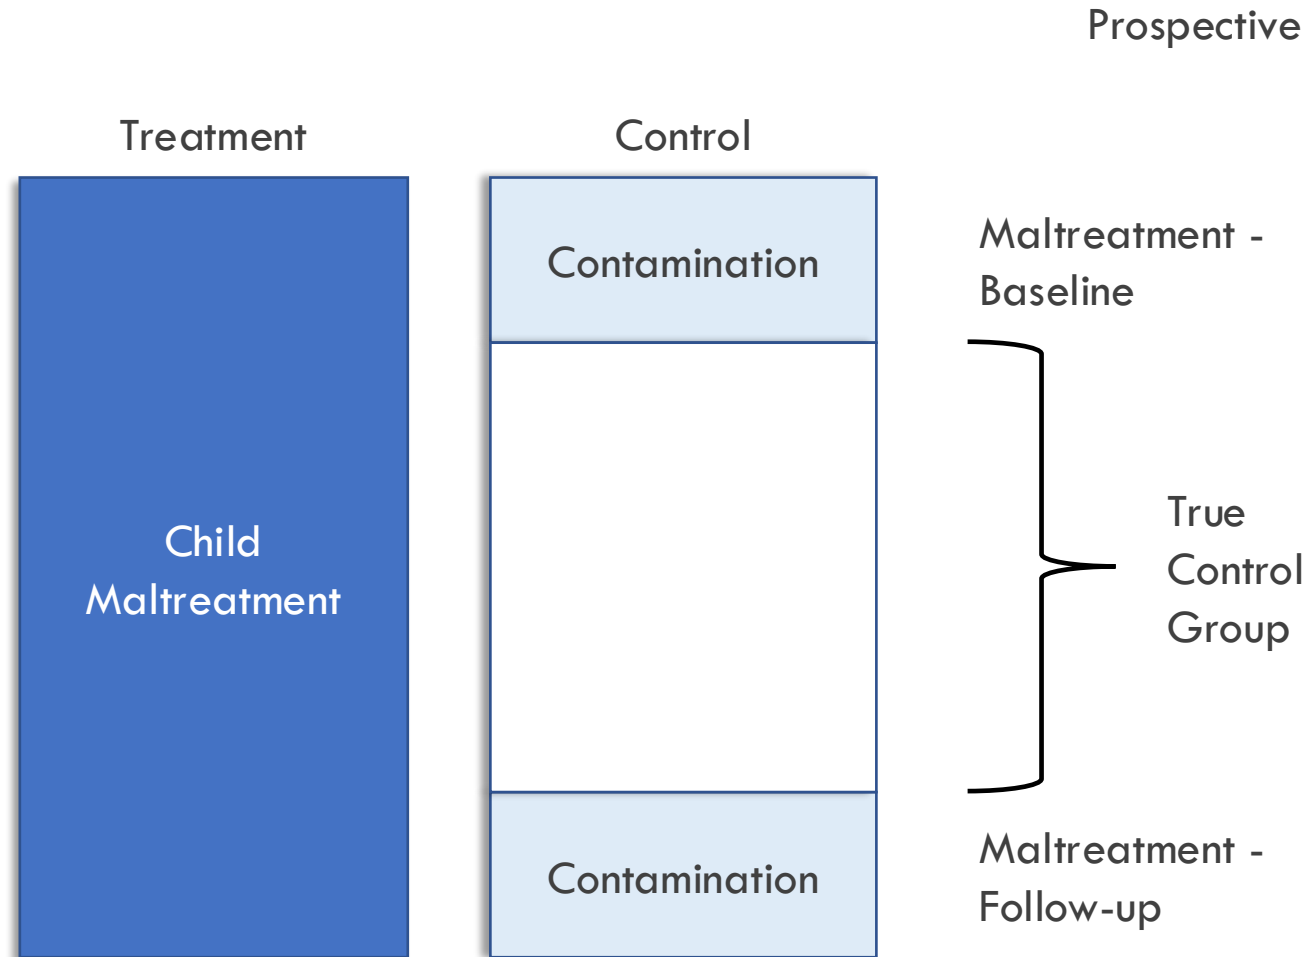 Prospective
Treatment
Control
Contamination
Maltreatment -
Baseline
Child
Maltreatment
True
Control
Group
Contamination
Maltreatment -
Follow-up